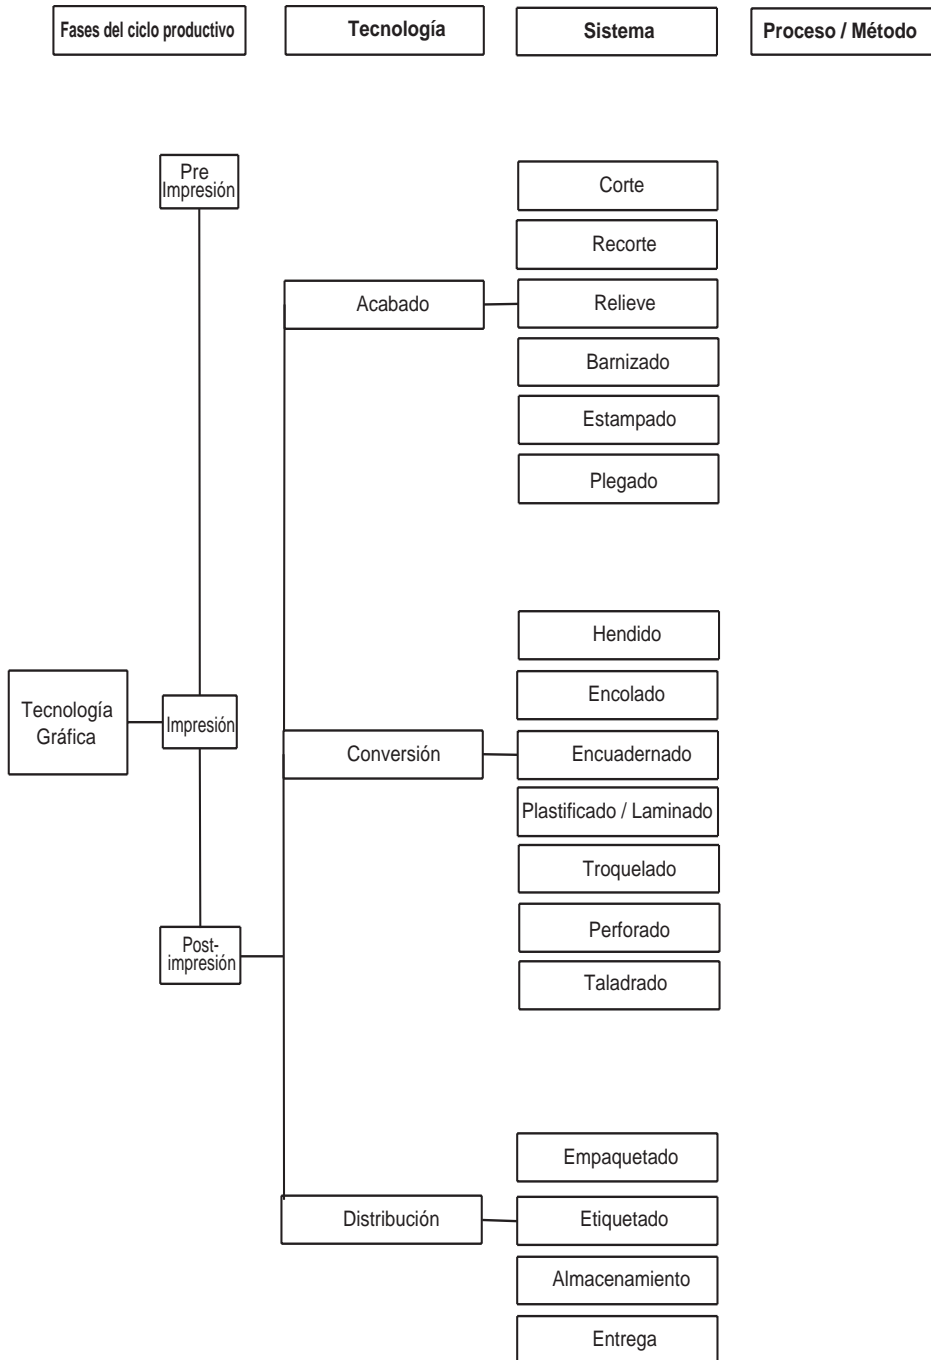 Fases del ciclo productivo
Tecnología
Sistema
Proceso / Método
Pre
Impresión
Corte
Recorte
Acabado
Relieve
Barnizado
Estampado
Plegado
Hendido
Encolado
Tecnología
Gráfica
Impresión
Conversión
Encuadernado
Plastificado / Laminado
Troquelado
Perforado
Post-
impresión
Taladrado
Empaquetado
Distribución
Etiquetado
Almacenamiento
Entrega